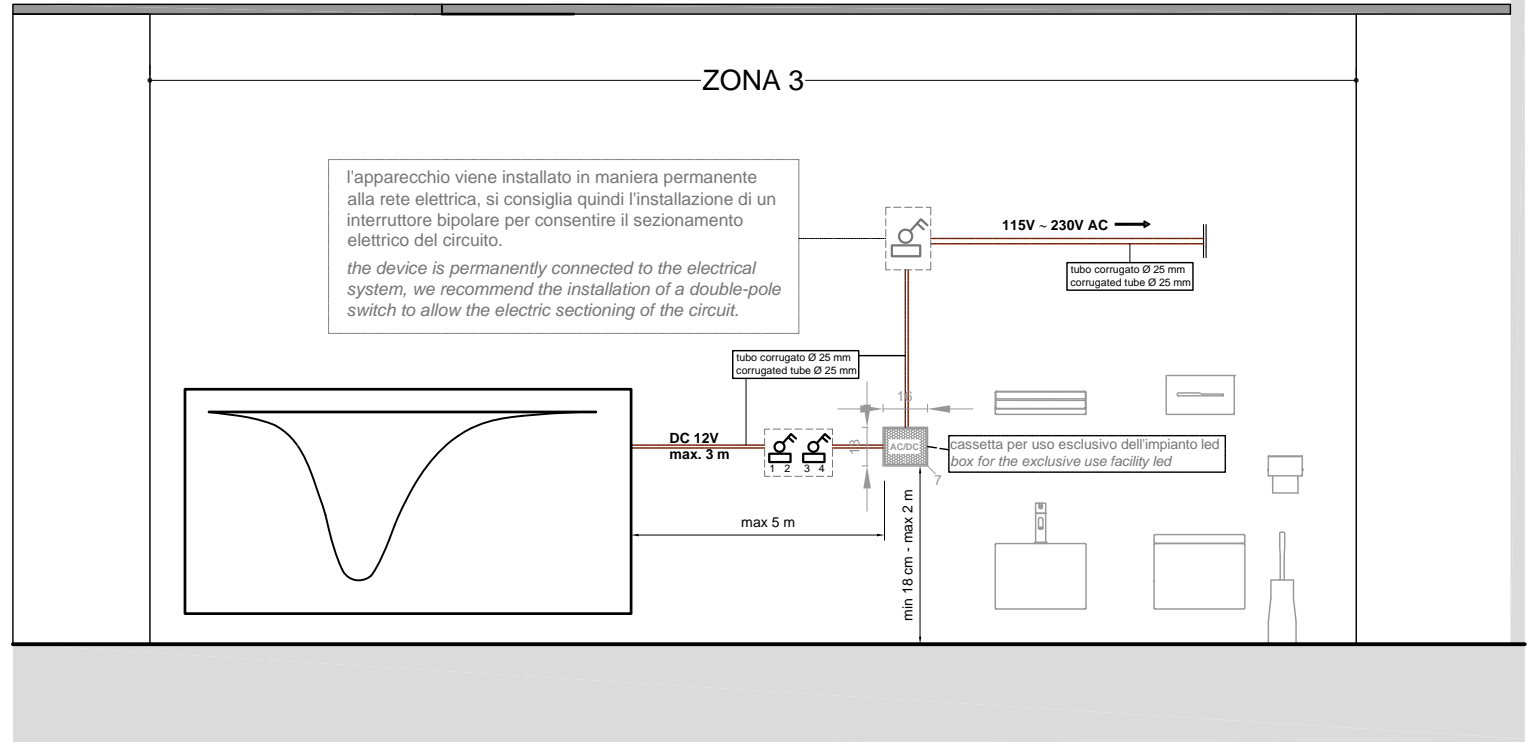 ZONA 3
l'apparecchio viene installato in maniera permanente
alla rete elettrica, si consiglia quindi l'installazione di un
interruttore bipolare per consentire il sezionamento
elettrico del circuito.
the device is permanently connected to the electrical
system, we recommend the installation of a double-pole
switch to allow the electric sectioning of the circuit.
115V ~ 230V AC
tubo corrugato Ø 25 mm
corrugated tube Ø 25 mm
tubo corrugato Ø 25 mm
corrugated tube Ø 25 mm
16
DC 12V
max. 3 m
1 2 3 4
13
AC/DC
cassetta per uso esclusivo dell'impianto led
box for the exclusive use facility led
7
max 5 m
min 18 cm - max 2 m